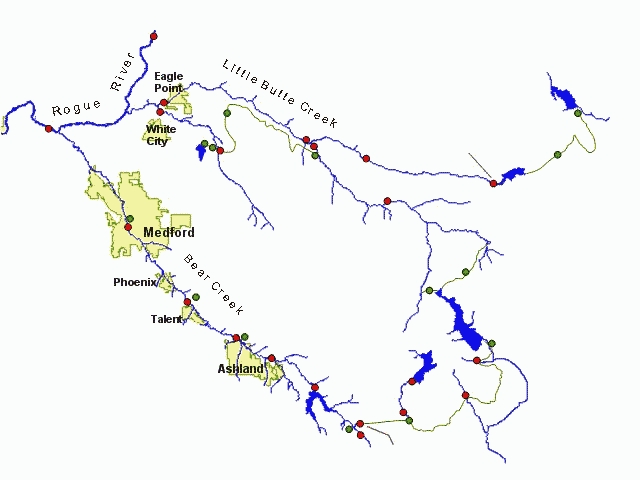 Rogue River
Eagle
Point
Little Butte Creek
White
City
Medford
Bear Creek
Phoenix
Talent
Ashland